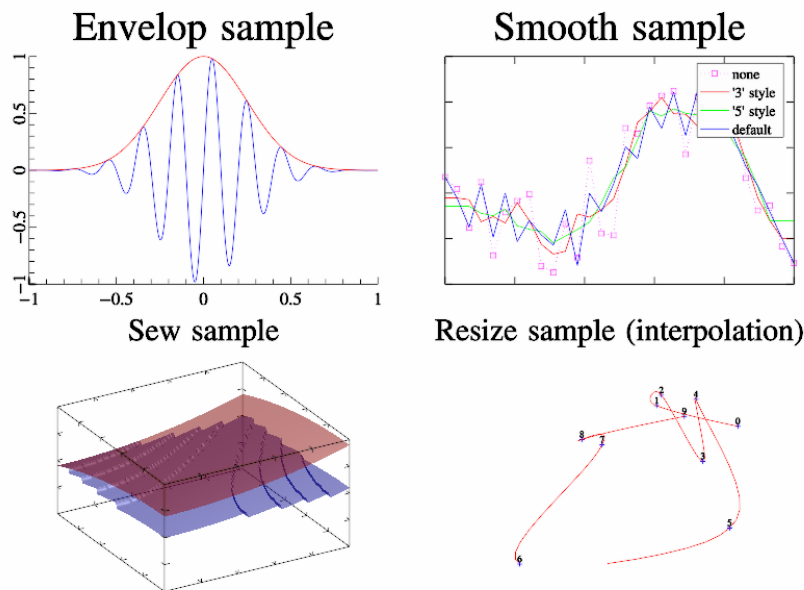 Envelop sample
1
0.5
0
−0.5
−1
−1
−0.5
0
0.5
1
Smooth sample
none
'3' style
'5' style
default
Sew sample
Resize sample (interpolation)
2
4
1
9
0
8
7
3
5
6